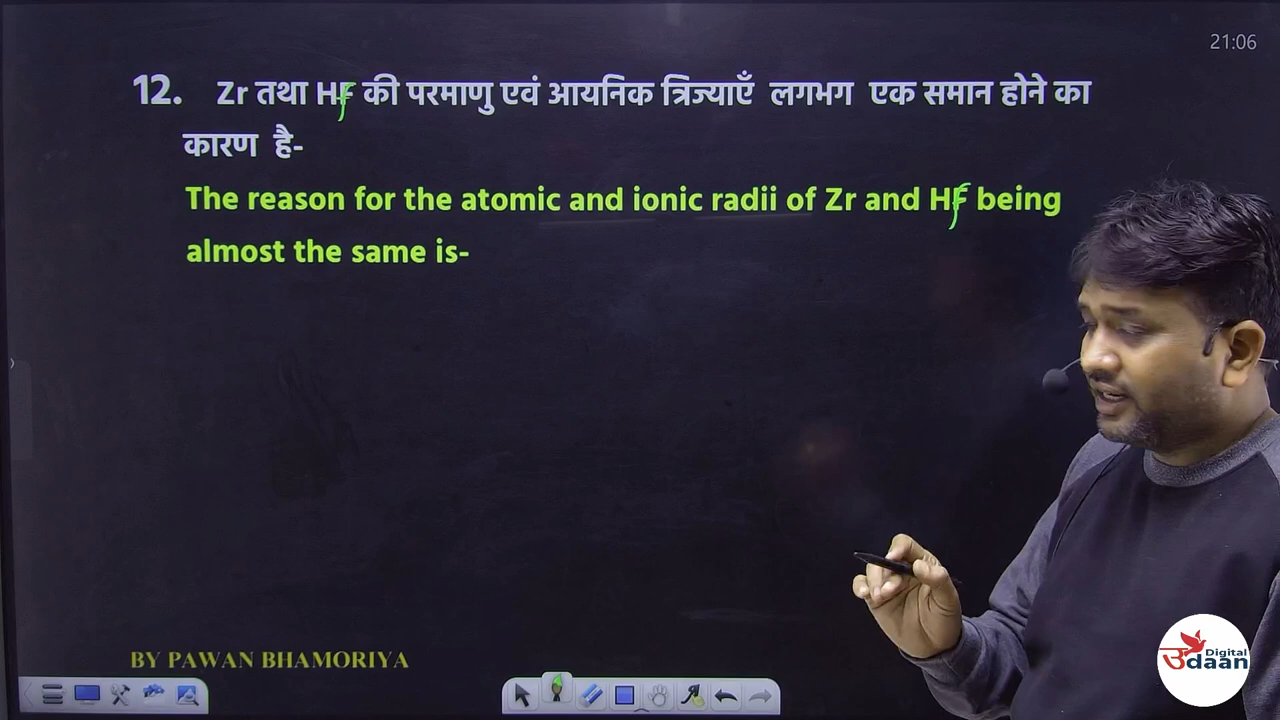 21:06
12. Zr तथा Hf की परमाणु एवं आयनिक त्रिज्याएँ लगभग एक समान होने का
कारण है-
The reason for the atomic and ionic radii of Zr and Hf being
almost the same is-
BY PAWAN BHAMORIYA
Digital
उdaan